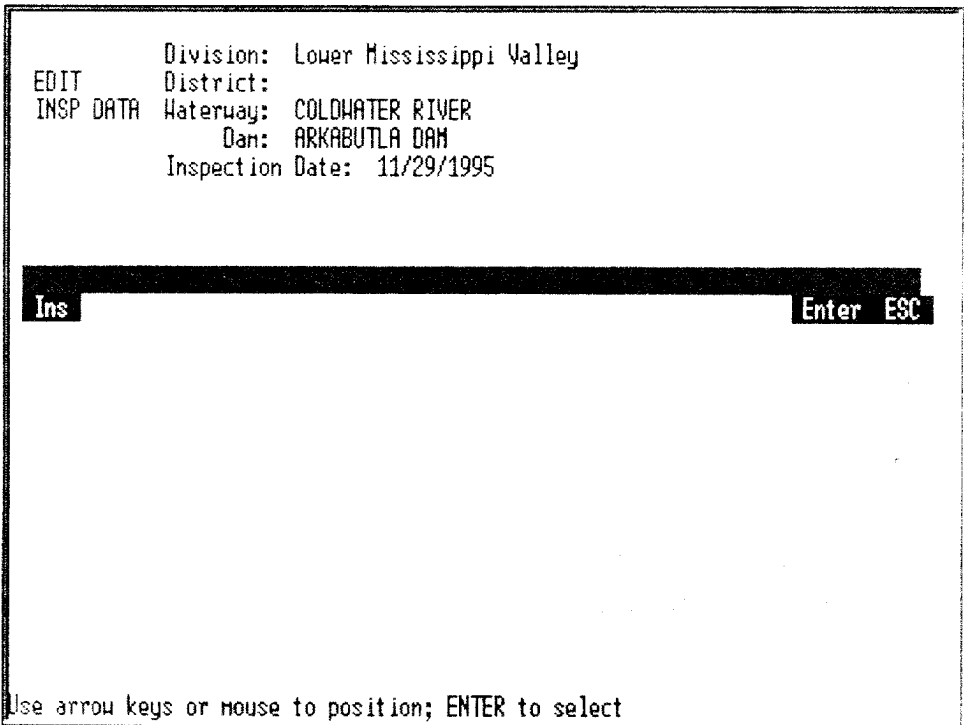 Division: Lower Mississippi Valley
EDIT District:
INSP DATA Waterway: COLDWATER RIVER
Dam: ARKABUTLA DAM
Inspection Date: 11/29/1995
Ins Enter ESC
Use arrow keys or mouse to position; ENTER to select